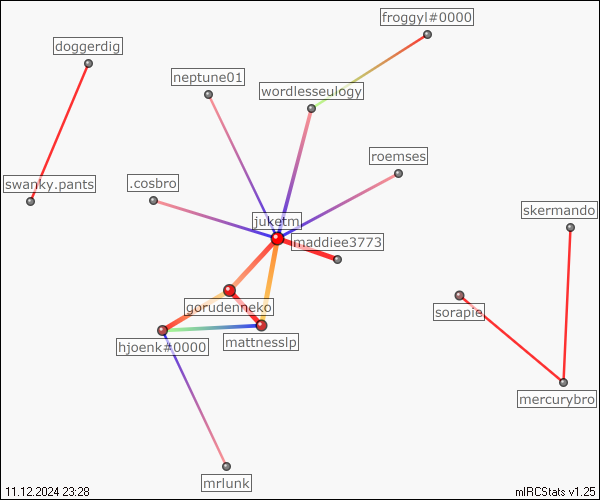 froggyl#0000
doggerdig
neptune01
wordlesseulogy
roemses
swanky.pants
.cosbro
skermando
juketm
maddiee3773
gorudenneko
sorapie
mattnesslp
hjoenk#0000
mercurybro
mrlunk
11.12.2024 23:28
mIRCStats v1.25